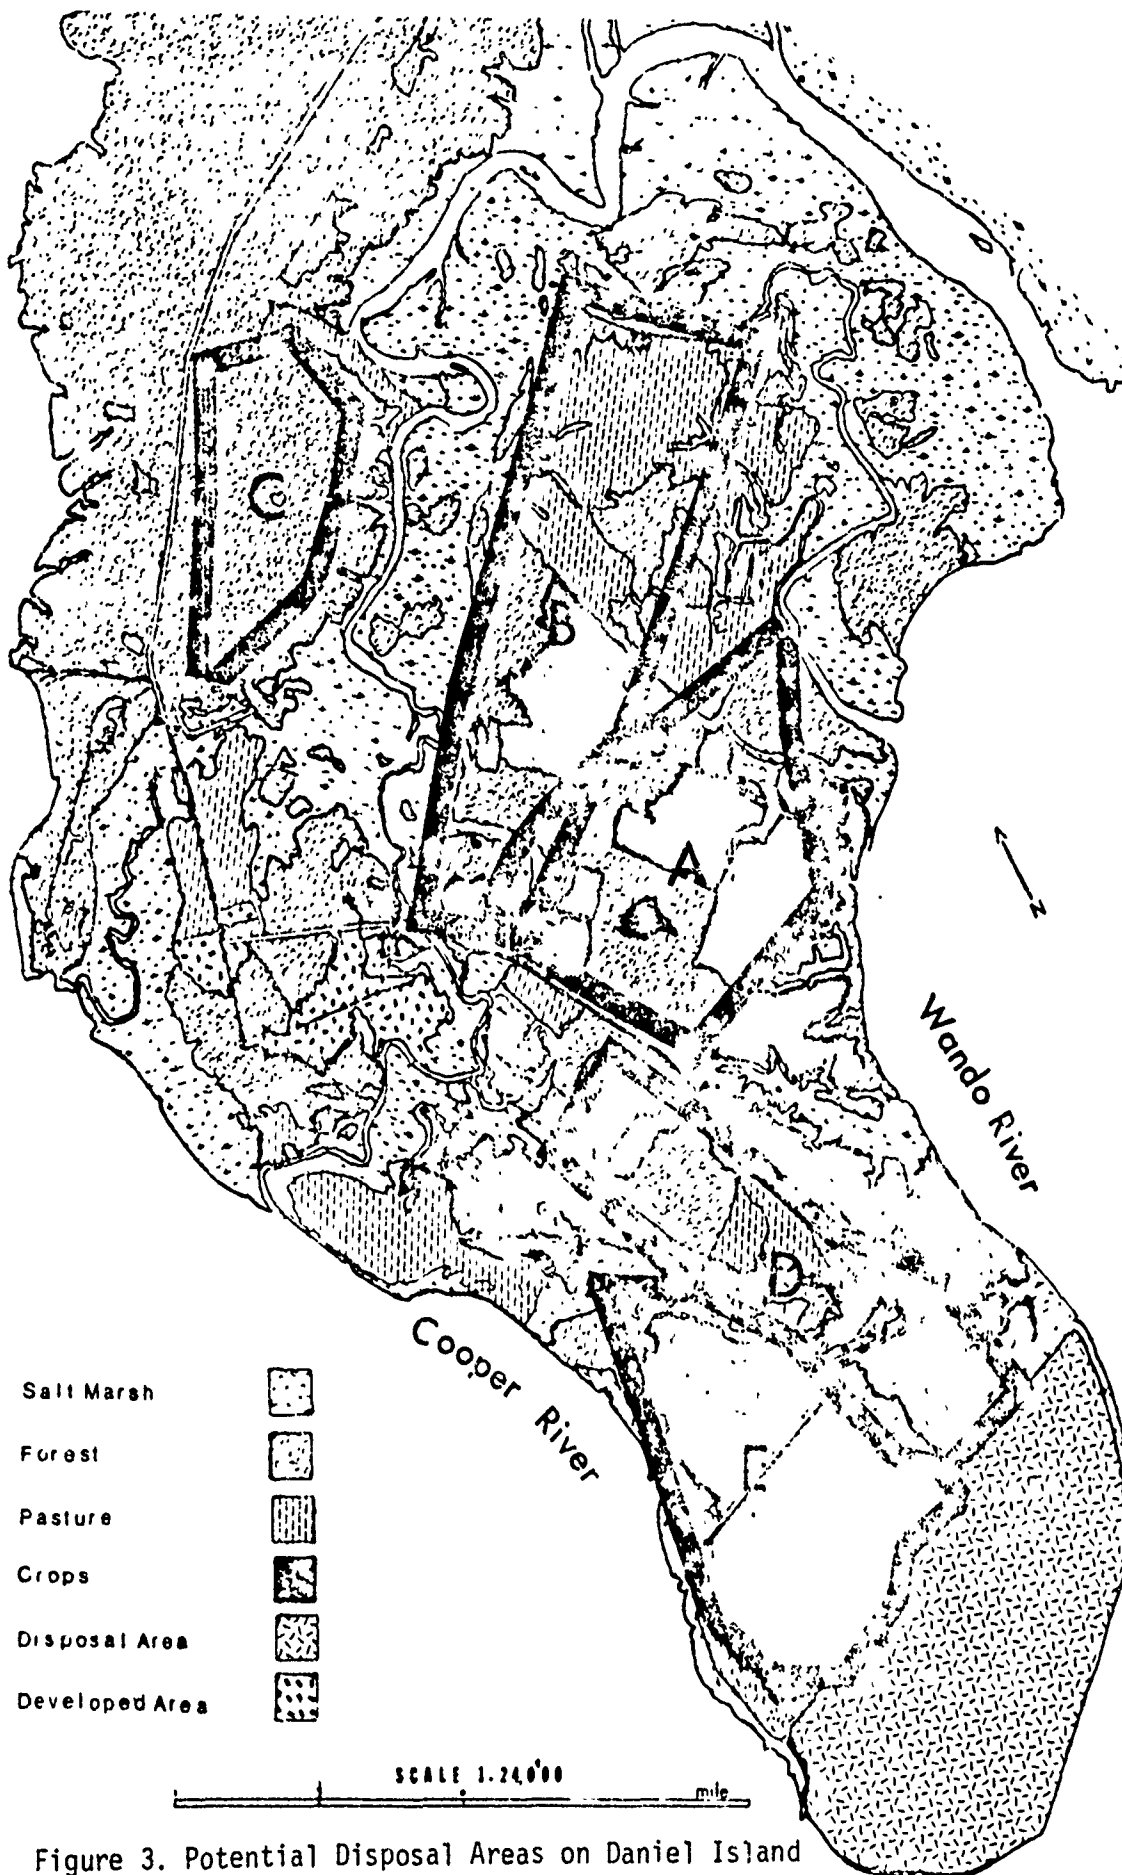 C
B
A
N
Wando River
D
Cooper River
E
Salt Marsh
Forest
Pasture
Crops
Disposal Area
Developed Area
SCALE 1:24,000
mile
Figure 3. Potential Disposal Areas on Daniel Island